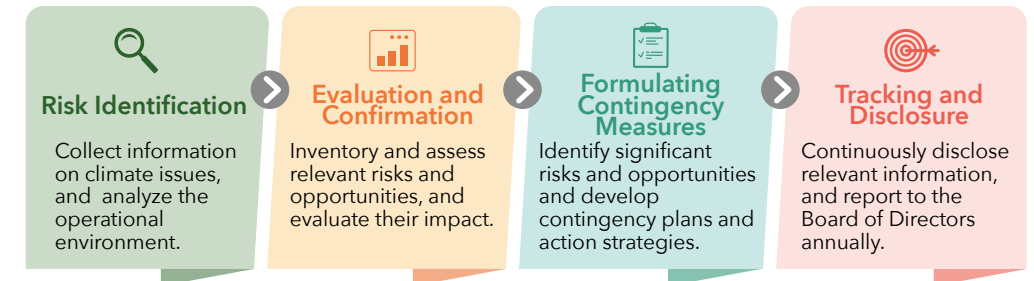 Risk Identification
Collect information
on climate issues,
and analyze the
operational
environment.
Evaluation and
Confirmation
Inventory and assess
relevant risks and
opportunities, and
evaluate their impact.
Formulating
Contingency
Measures
Identify significant
risks and opportunities
and develop
contingency plans and
action strategies.
Tracking and
Disclosure
Continuously disclose
relevant information,
and report to the
Board of Directors
annually.